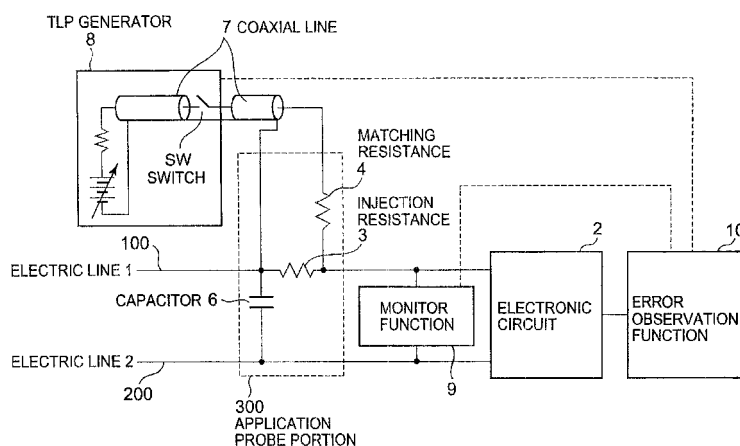 TLP GENERATOR
8
7 COAXIAL LINE
SW
SWITCH
MATCHING
RESISTANCE
4
INJECTION
RESISTANCE
3
100
ELECTRIC LINE 1
CAPACITOR 6
MONITOR
FUNCTION
9
2
ELECTRONIC
CIRCUIT
10
ERROR
OBSERVATION
FUNCTION
ELECTRIC LINE 2
200
300
APPLICATION
PROBE PORTION